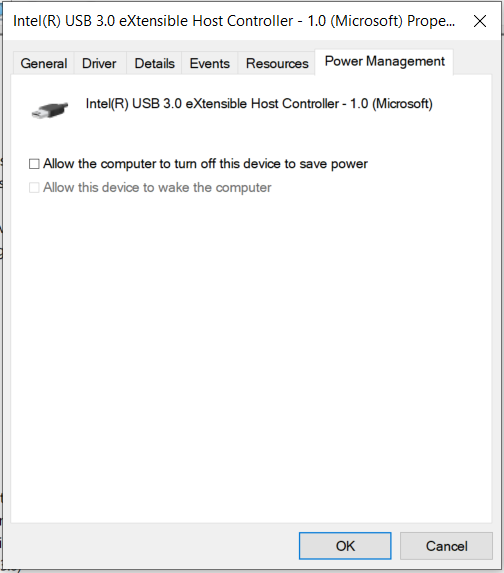 Intel(R) USB 3.0 eXtensible Host Controller - 1.0 (Microsoft) Prope...
General Driver Details Events Resources Power Management
Intel(R) USB 3.0 eXtensible Host Controller - 1.0 (Microsoft)
Allow the computer to turn off this device to save power
Allow this device to wake the computer
OK Cancel